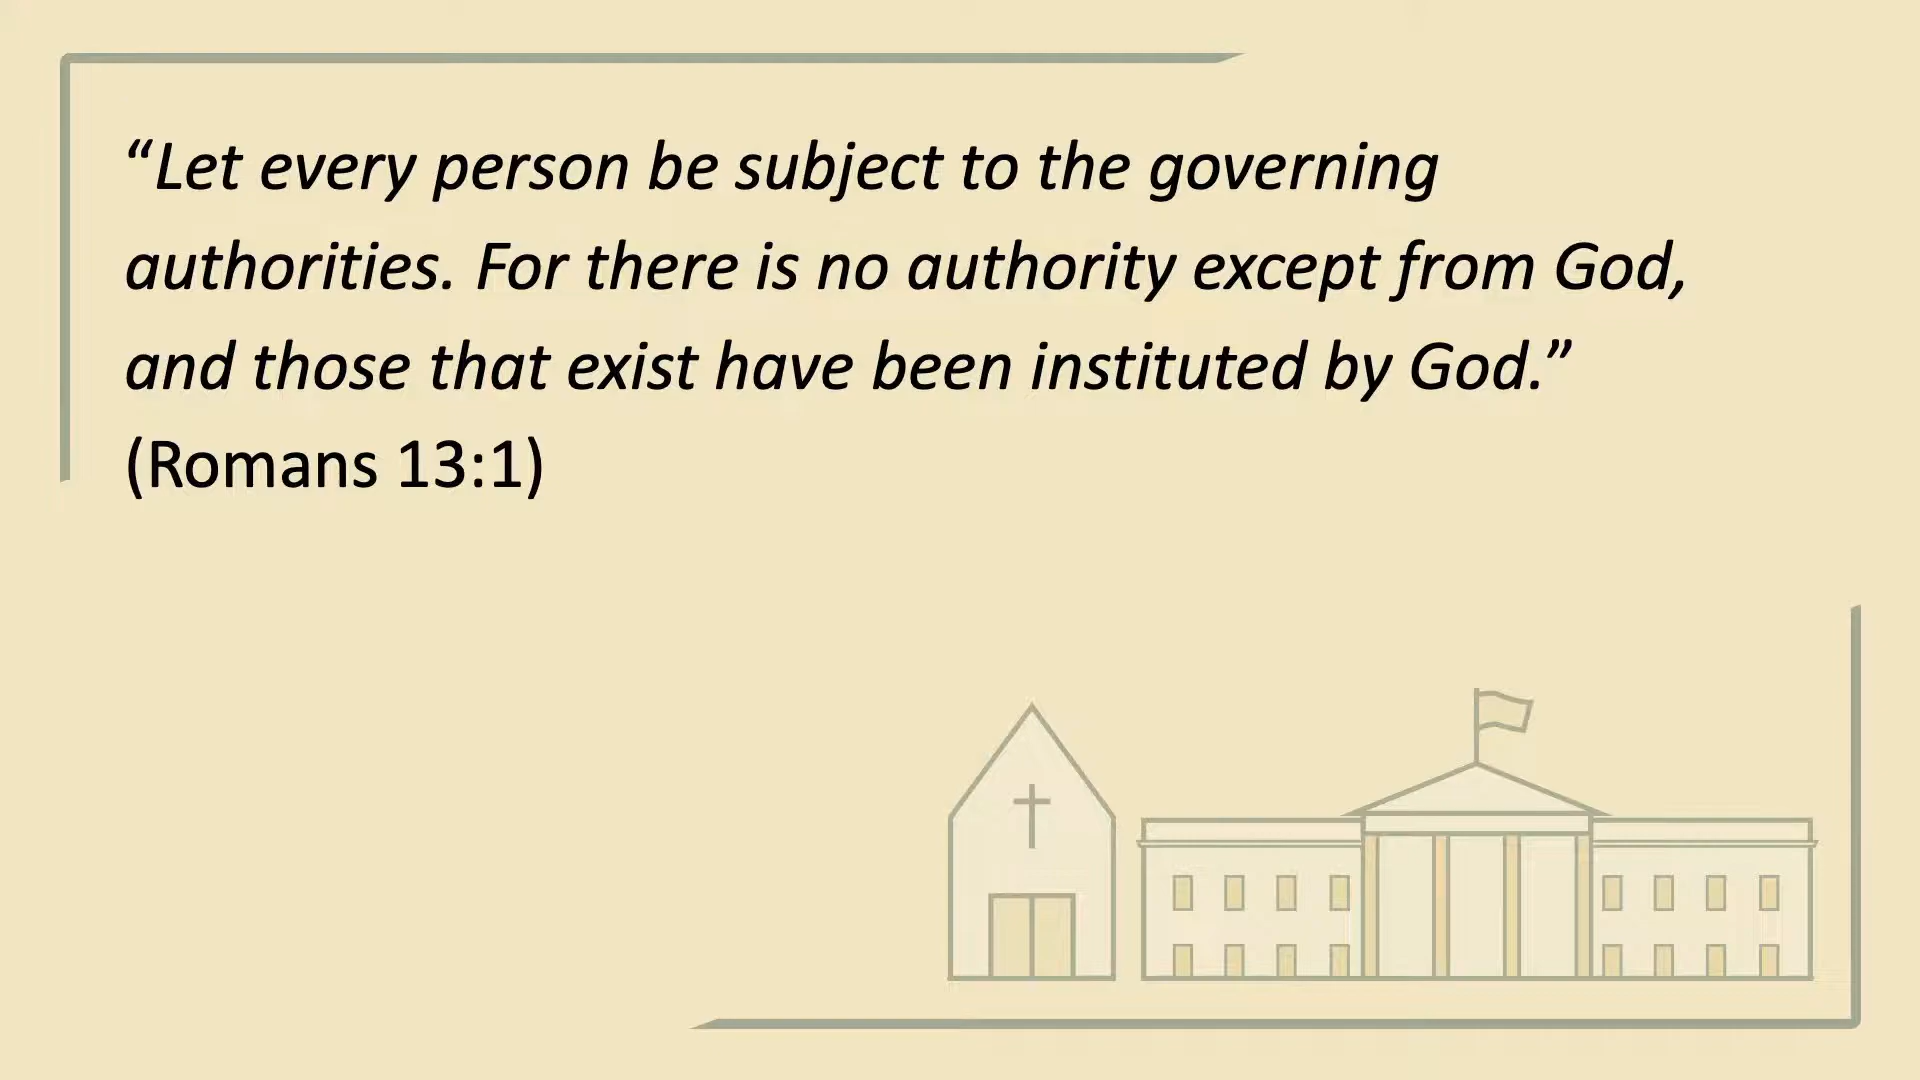 “Let every person be subject to the governing
authorities. For there is no authority except from God,
and those that exist have been instituted by God.”
(Romans 13:1)